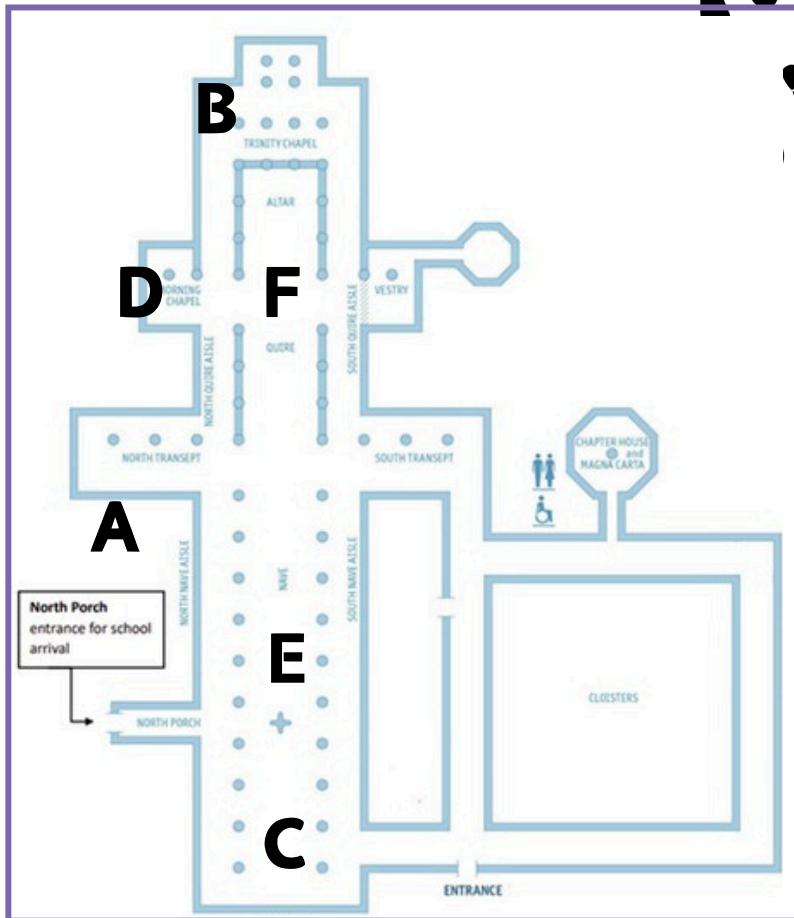 B
TRINITY CHAPEL
ALTAR
D
CHAPEL
F
VESTRY
SOUTH QUIRE AISLE
QUIRE
NORTH QUIRE AISLE
NORTH TRANSEPT
SOUTH TRANSEPT
CHAPTER HOUSE
and
MAGNA CARTA
A
NORTH NAVE AISLE
NAVE
SOUTH NAVE AISLE
North Porch
entrance for school
arrival
E
CLOISTERS
NORTH PORCH
C
ENTRANCE